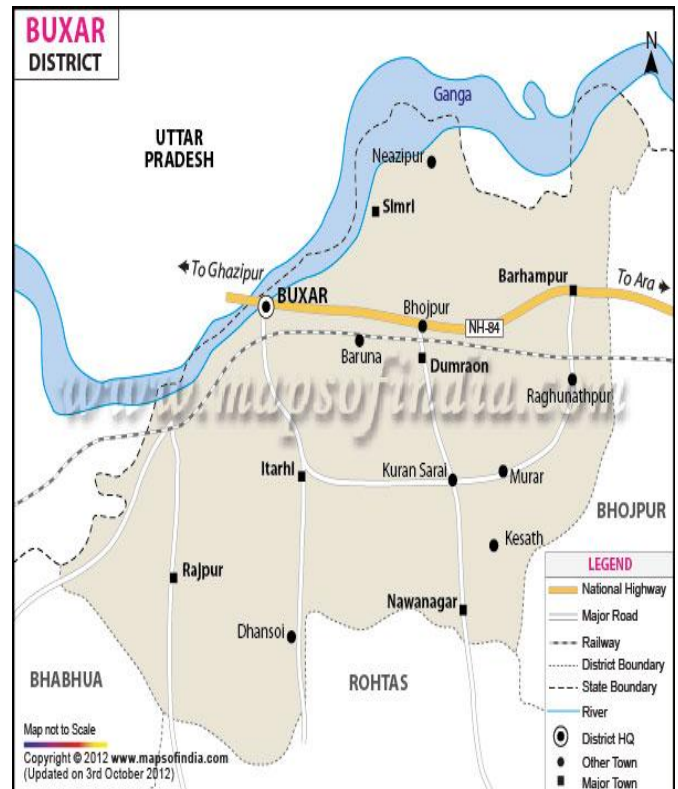 BUXAR
DISTRICT
N
Ganga
UTTAR
PRADESH
Neazipur
Simri
To Ghazipur
BUXAR
Barhampur
To Ara
Bhojpur
NH-84
Baruna
Dumraon
www.mapsofindia.com
Raghunathpur
Itarhi
Kuran Sarai
Murar
BHOJPUR
Kesath
Rajpur
Nawanagar
Dhansoi
BHABHUA
ROHTAS
LEGEND
National Highway
Major Road
Railway
District Boundary
State Boundary
River
District HQ
Other Town
Major Town
Map not to Scale
Copyright © 2012 www.mapsofindia.com
(Updated on 3rd October 2012)